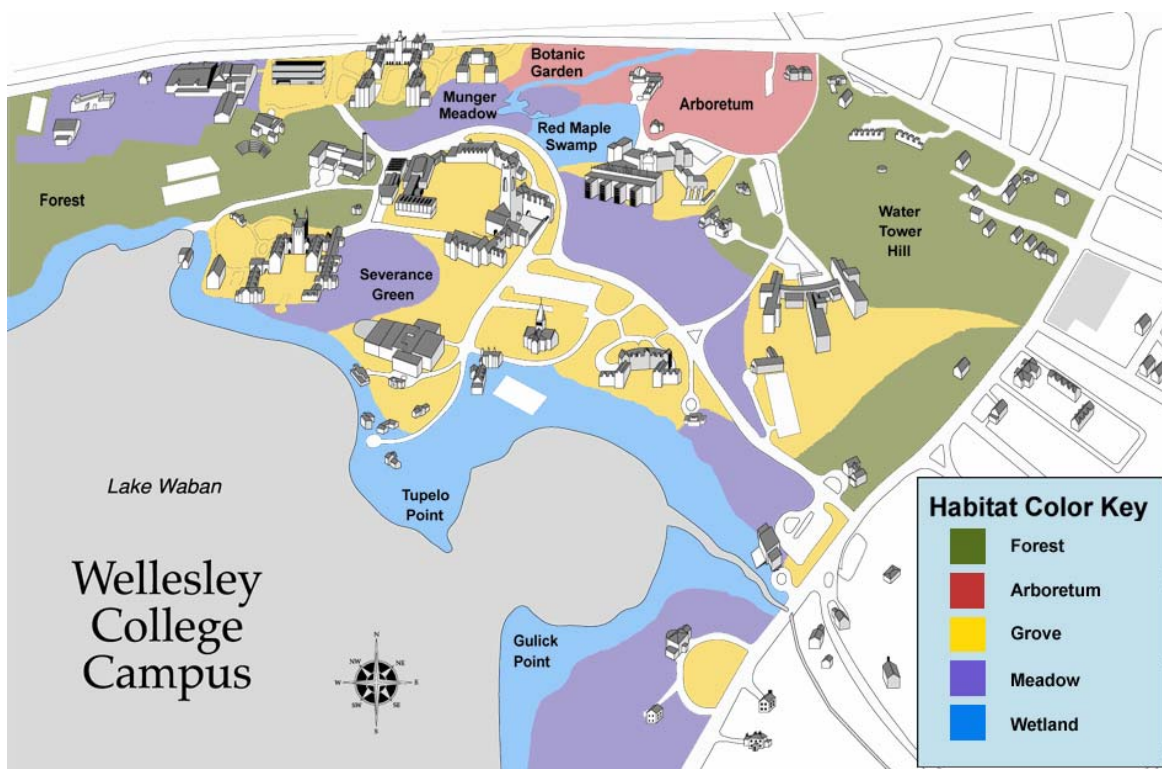 Botanic
Garden
Munger
Meadow
Arboretum
Red Maple
Swamp
Forest
Water
Tower
Hill
Severance
Green
Lake Waban
Tupelo
Point
Wellesley
College
Campus
N
NW
NE
W
E
SW
SE
S
Gulick
Point
Habitat Color Key
Forest
Arboretum
Grove
Meadow
Wetland